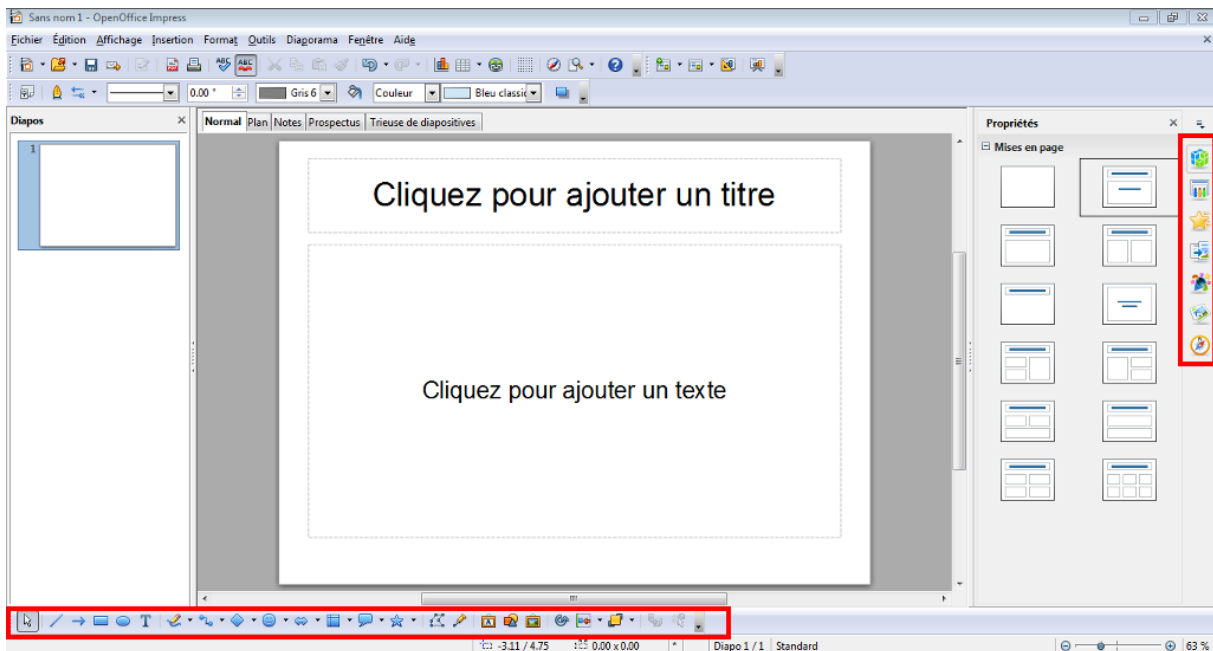 Sans nom 1 - OpenOffice Impress
Fichier Édition Affichage Insertion Format Outils Diaporama Fenêtre Aide
0.00 " Gris 6 Couleur Bleu classi
Diapos
Normal Plan Notes Prospectus Trieuse de diapositives
Propriétés
Mises en page
1
Cliquez pour ajouter un titre
Cliquez pour ajouter un texte
-3.11 / 4.75 0.00 x 0.00 * Diapo 1 / 1 Standard 63 %